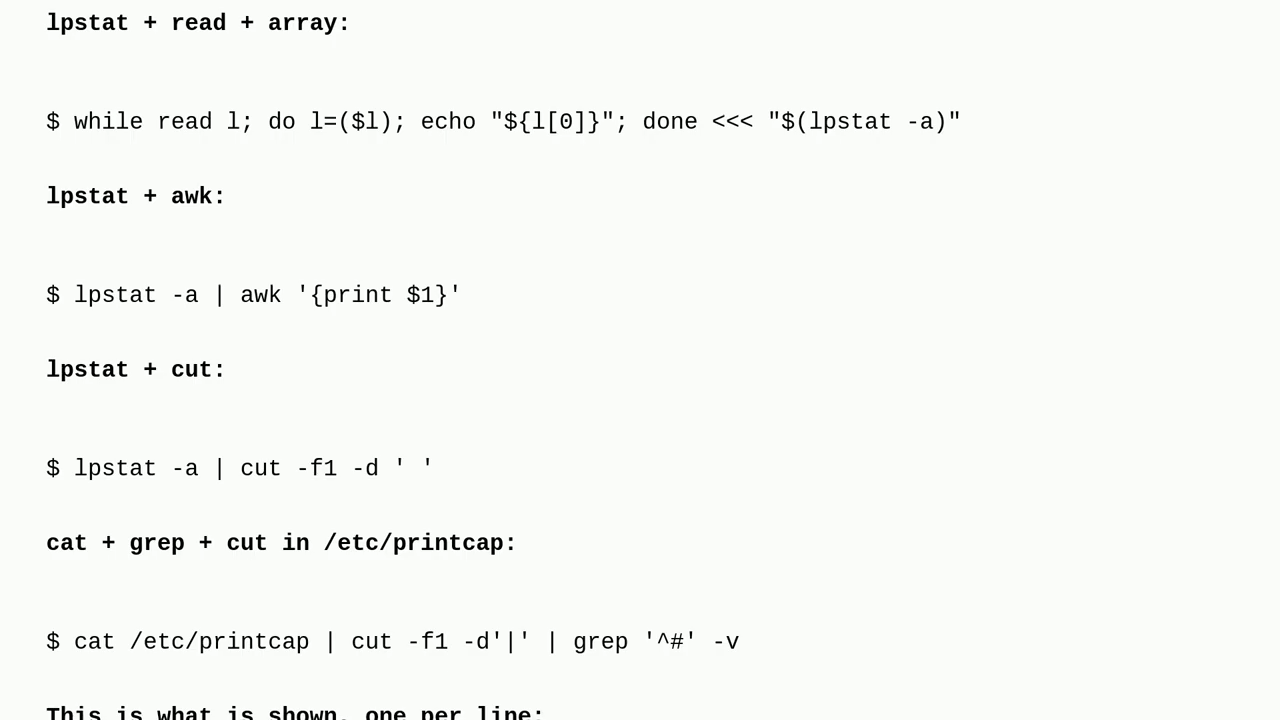 lpstat + read + array:
$ while read l; do l=($l); echo "${l[0]}"; done <<< "$(lpstat -a)"
lpstat + awk:
$ lpstat -a | awk '{print $1}'
lpstat + cut:
$ lpstat -a | cut -f1 -d ' '
cat + grep + cut in /etc/printcap:
$ cat /etc/printcap | cut -f1 -d'|' | grep '^#' -v
This is what is shown, one per line: